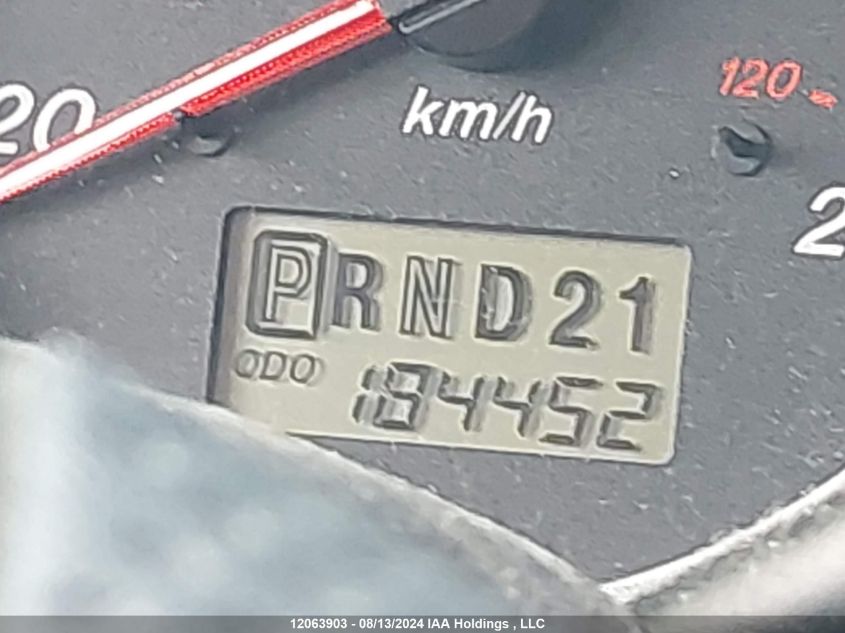 20
km/h
120
2
PRND21
ODO
184452
12063903 - 08/13/2024 IAA Holdings , LLC